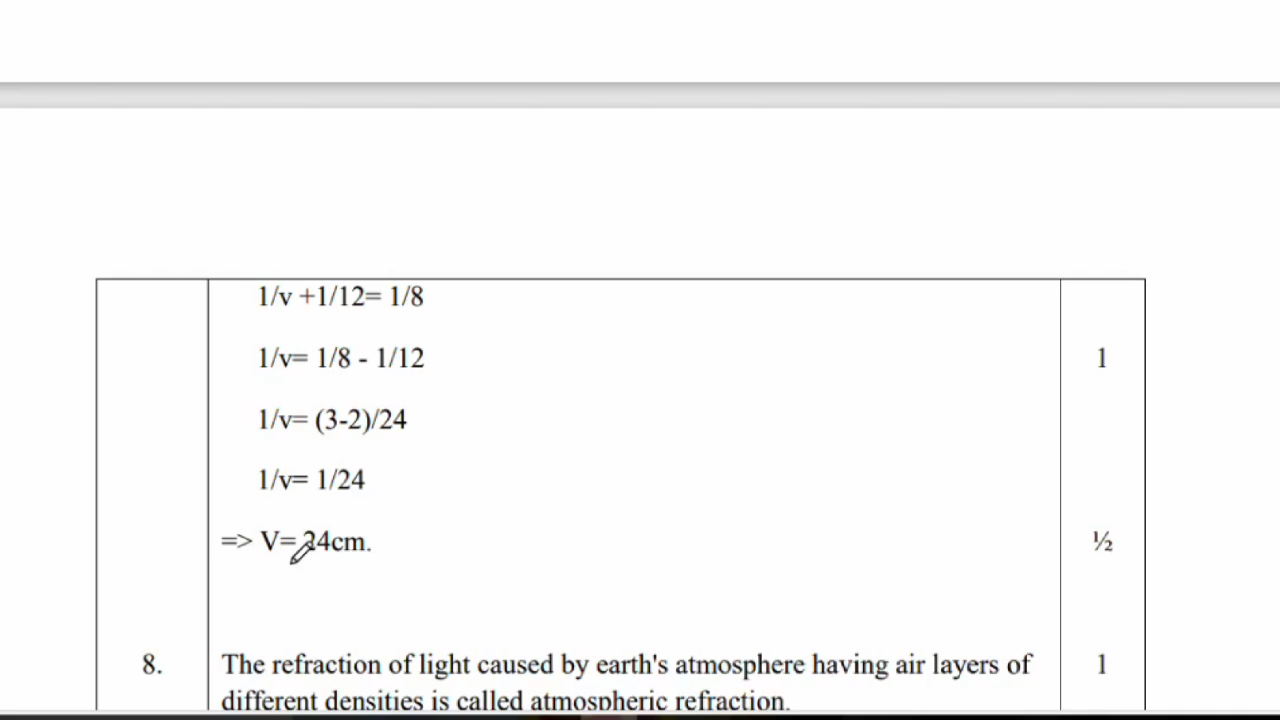 1/v +1/12= 1/8
1/v= 1/8 - 1/12 1
1/v= (3-2)/24
1/v= 1/24
=> V= 24cm. ½
8. The refraction of light caused by earth's atmosphere having air layers of 1
different densities is called atmospheric refraction.